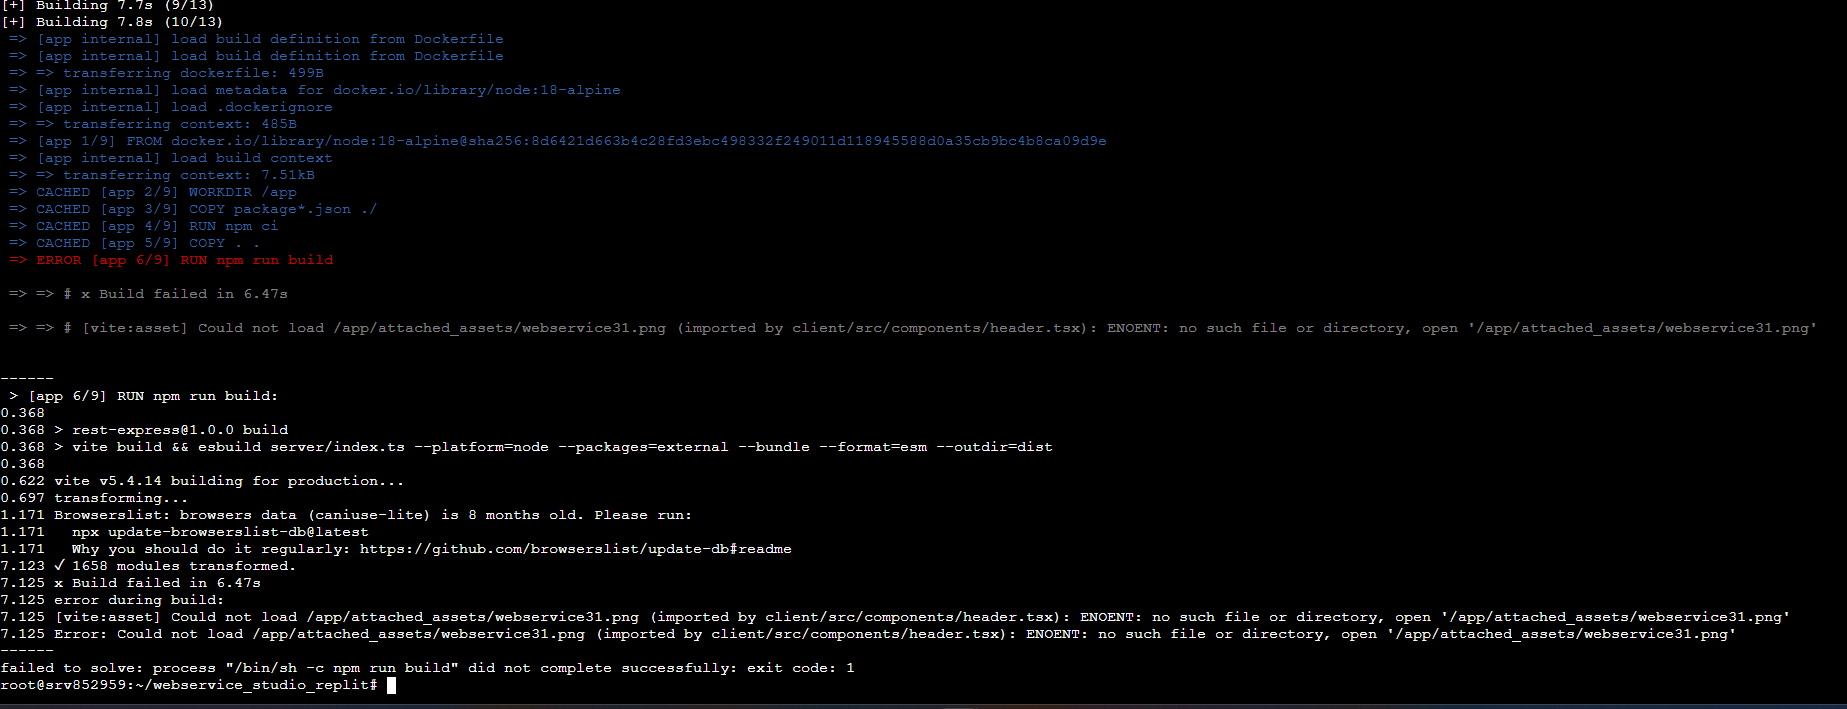 [+] Building 7.7s (9/13)
[+] Building 7.8s (10/13)
=> [app internal] load build definition from Dockerfile
=> [app internal] load build definition from Dockerfile
=> => transferring dockerfile: 499B
=> [app internal] load metadata for docker.io/library/node:18-alpine
=> [app internal] load .dockerignore
=> => transferring context: 485B
=> [app 1/9] FROM docker.io/library/node:18-alpine@sha256:8d6421d663b4c28fd3ebc498332f249011d118945588d0a35cb9bc4b8ca09d9e
=> [app internal] load build context
=> => transferring context: 7.51kB
=> CACHED [app 2/9] WORKDIR /app
=> CACHED [app 3/9] COPY package*.json ./
=> CACHED [app 4/9] RUN npm ci
=> CACHED [app 5/9] COPY . .
=> ERROR [app 6/9] RUN npm run build
=> => # x Build failed in 6.47s
=> => # [vite:asset] Could not load /app/attached_assets/webservice31.png (imported by client/src/components/header.tsx): ENOENT: no such file or directory, open '/app/attached_assets/webservice31.png'
------
> [app 6/9] RUN npm run build:
0.368
0.368 > rest-express@1.0.0 build
0.368 > vite build && esbuild server/index.ts --platform=node --packages=external --bundle --format=esm --outdir=dist
0.368
0.622 vite v5.4.14 building for production...
0.697 transforming...
1.171 Browserslist: browsers data (caniuse-lite) is 8 months old. Please run:
1.171   npx update-browserslist-db@latest
1.171   Why you should do it regularly: https://github.com/browserslist/update-db#readme
7.123 ✓ 1658 modules transformed.
7.125 x Build failed in 6.47s
7.125 error during build:
7.125 [vite:asset] Could not load /app/attached_assets/webservice31.png (imported by client/src/components/header.tsx): ENOENT: no such file or directory, open '/app/attached_assets/webservice31.png'
7.125 Error: Could not load /app/attached_assets/webservice31.png (imported by client/src/components/header.tsx): ENOENT: no such file or directory, open '/app/attached_assets/webservice31.png'
------
failed to solve: process "/bin/sh -c npm run build" did not complete successfully: exit code: 1
root@srv852959:~/webservice_studio_replit#